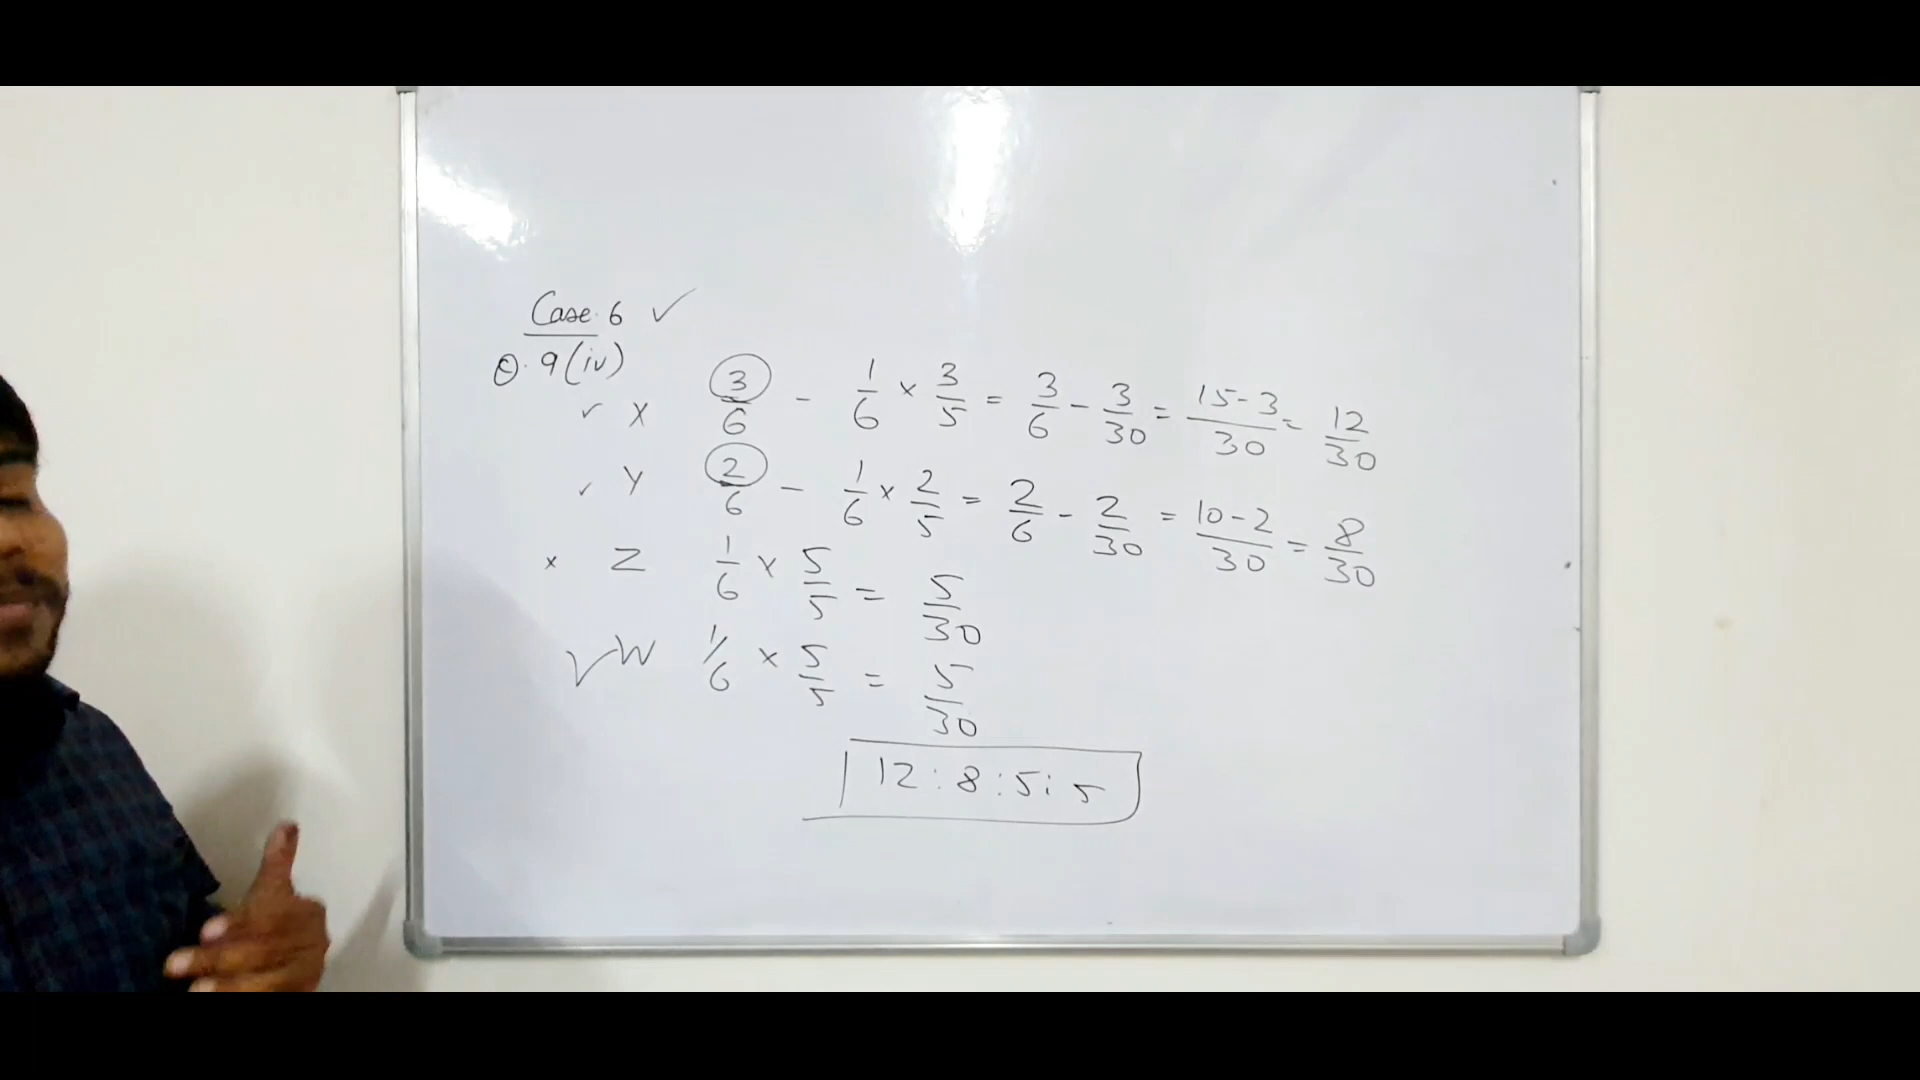 Case 6 ✓
Q. 9(iv)
✓ X 3/6 - 1/6 × 3/5 = 3/6 - 3/30 = 15-3/30 = 12/30
✓ Y 2/6 - 1/6 × 2/5 = 2/6 - 2/30 = 10-2/30 = 8/30
× Z 1/6 × 5/5 = 5/30
✓ W 1/6 × 5/5 = 5/30
12 : 8 : 5 : 5